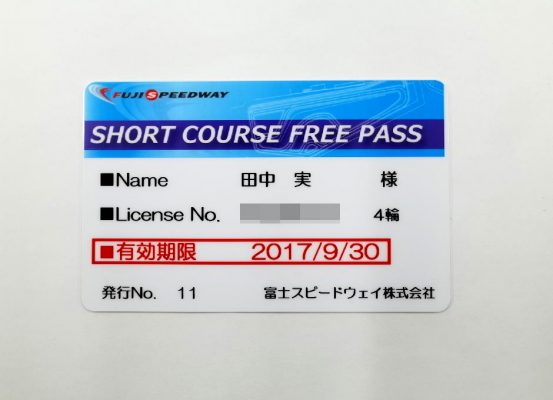 FUJI SPEEDWAY
SHORT COURSE FREE PASS
■Name 田中 実 様
■License No. 4輪
■有効期限 2017/9/30
発行No. 11 富士スピードウェイ株式会社